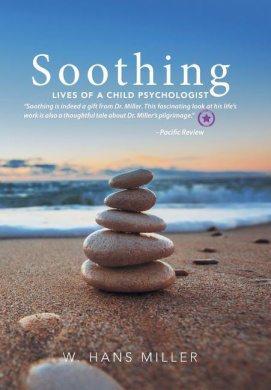 Soothing
LIVES OF A CHILD PSYCHOLOGIST
"Soothing is indeed a gift from Dr. Miller. This fascinating look at his life's
work is also a thoughtful tale about Dr. Miller's pilgrimage."
- Pacific Review
W. HANS MILLER